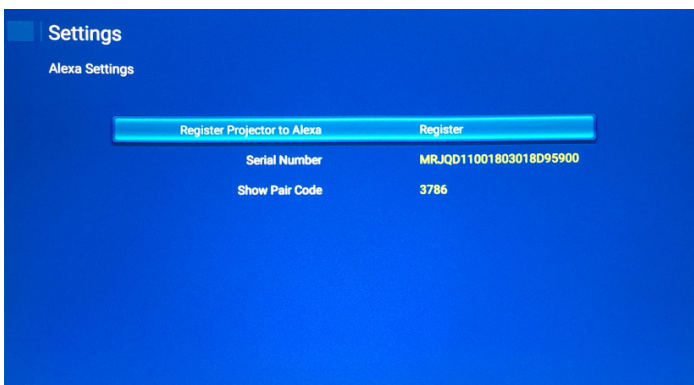 Settings
Alexa Settings
Register Projector to Alexa Register
Serial Number MRJQD11001803018D95900
Show Pair Code 3786